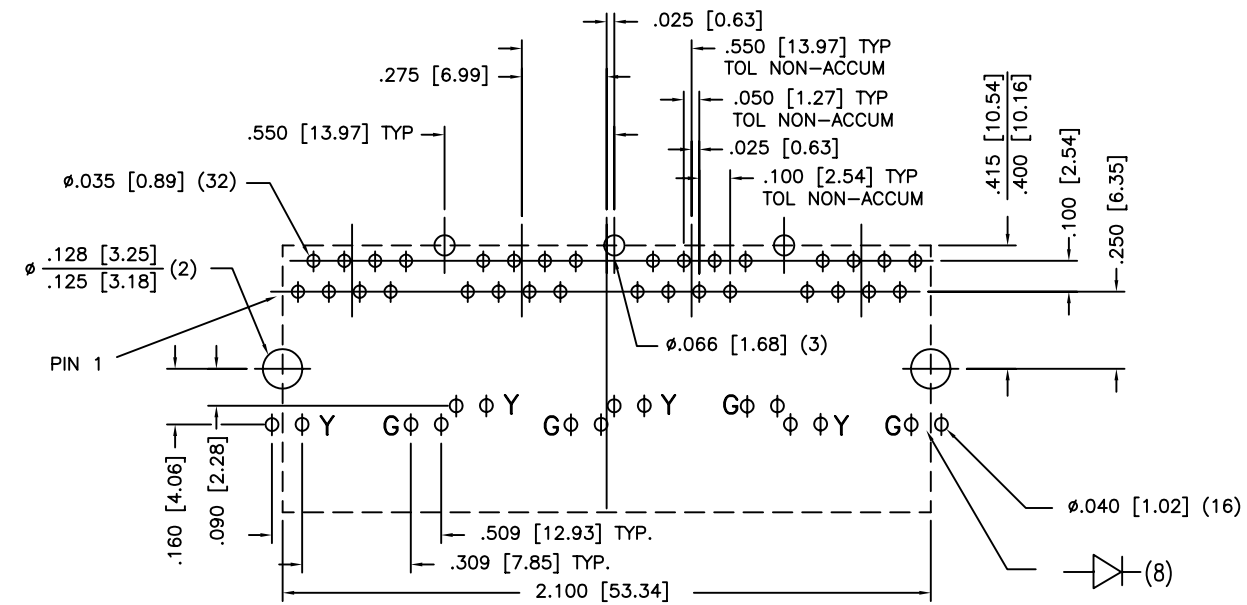 .025 [0.63]
.550 [13.97] TYP
TOL NON-ACCUM
.275 [6.99]
.050 [1.27] TYP
TOL NON-ACCUM
.550 [13.97] TYP
.025 [0.63]
.100 [2.54] TYP
TOL NON-ACCUM
.415 [10.54]
.400 [10.16]
.100 [2.54]
.250 [6.35]
ø.035 [0.89] (32)
ø .128 [3.25]
.125 [3.18] (2)
PIN 1
ø.066 [1.68] (3)
Y G Y G Y G Y G
.160 [4.06]
.090 [2.28]
ø.040 [1.02] (16)
.509 [12.93] TYP.
.309 [7.85] TYP.
2.100 [53.34]
(8)